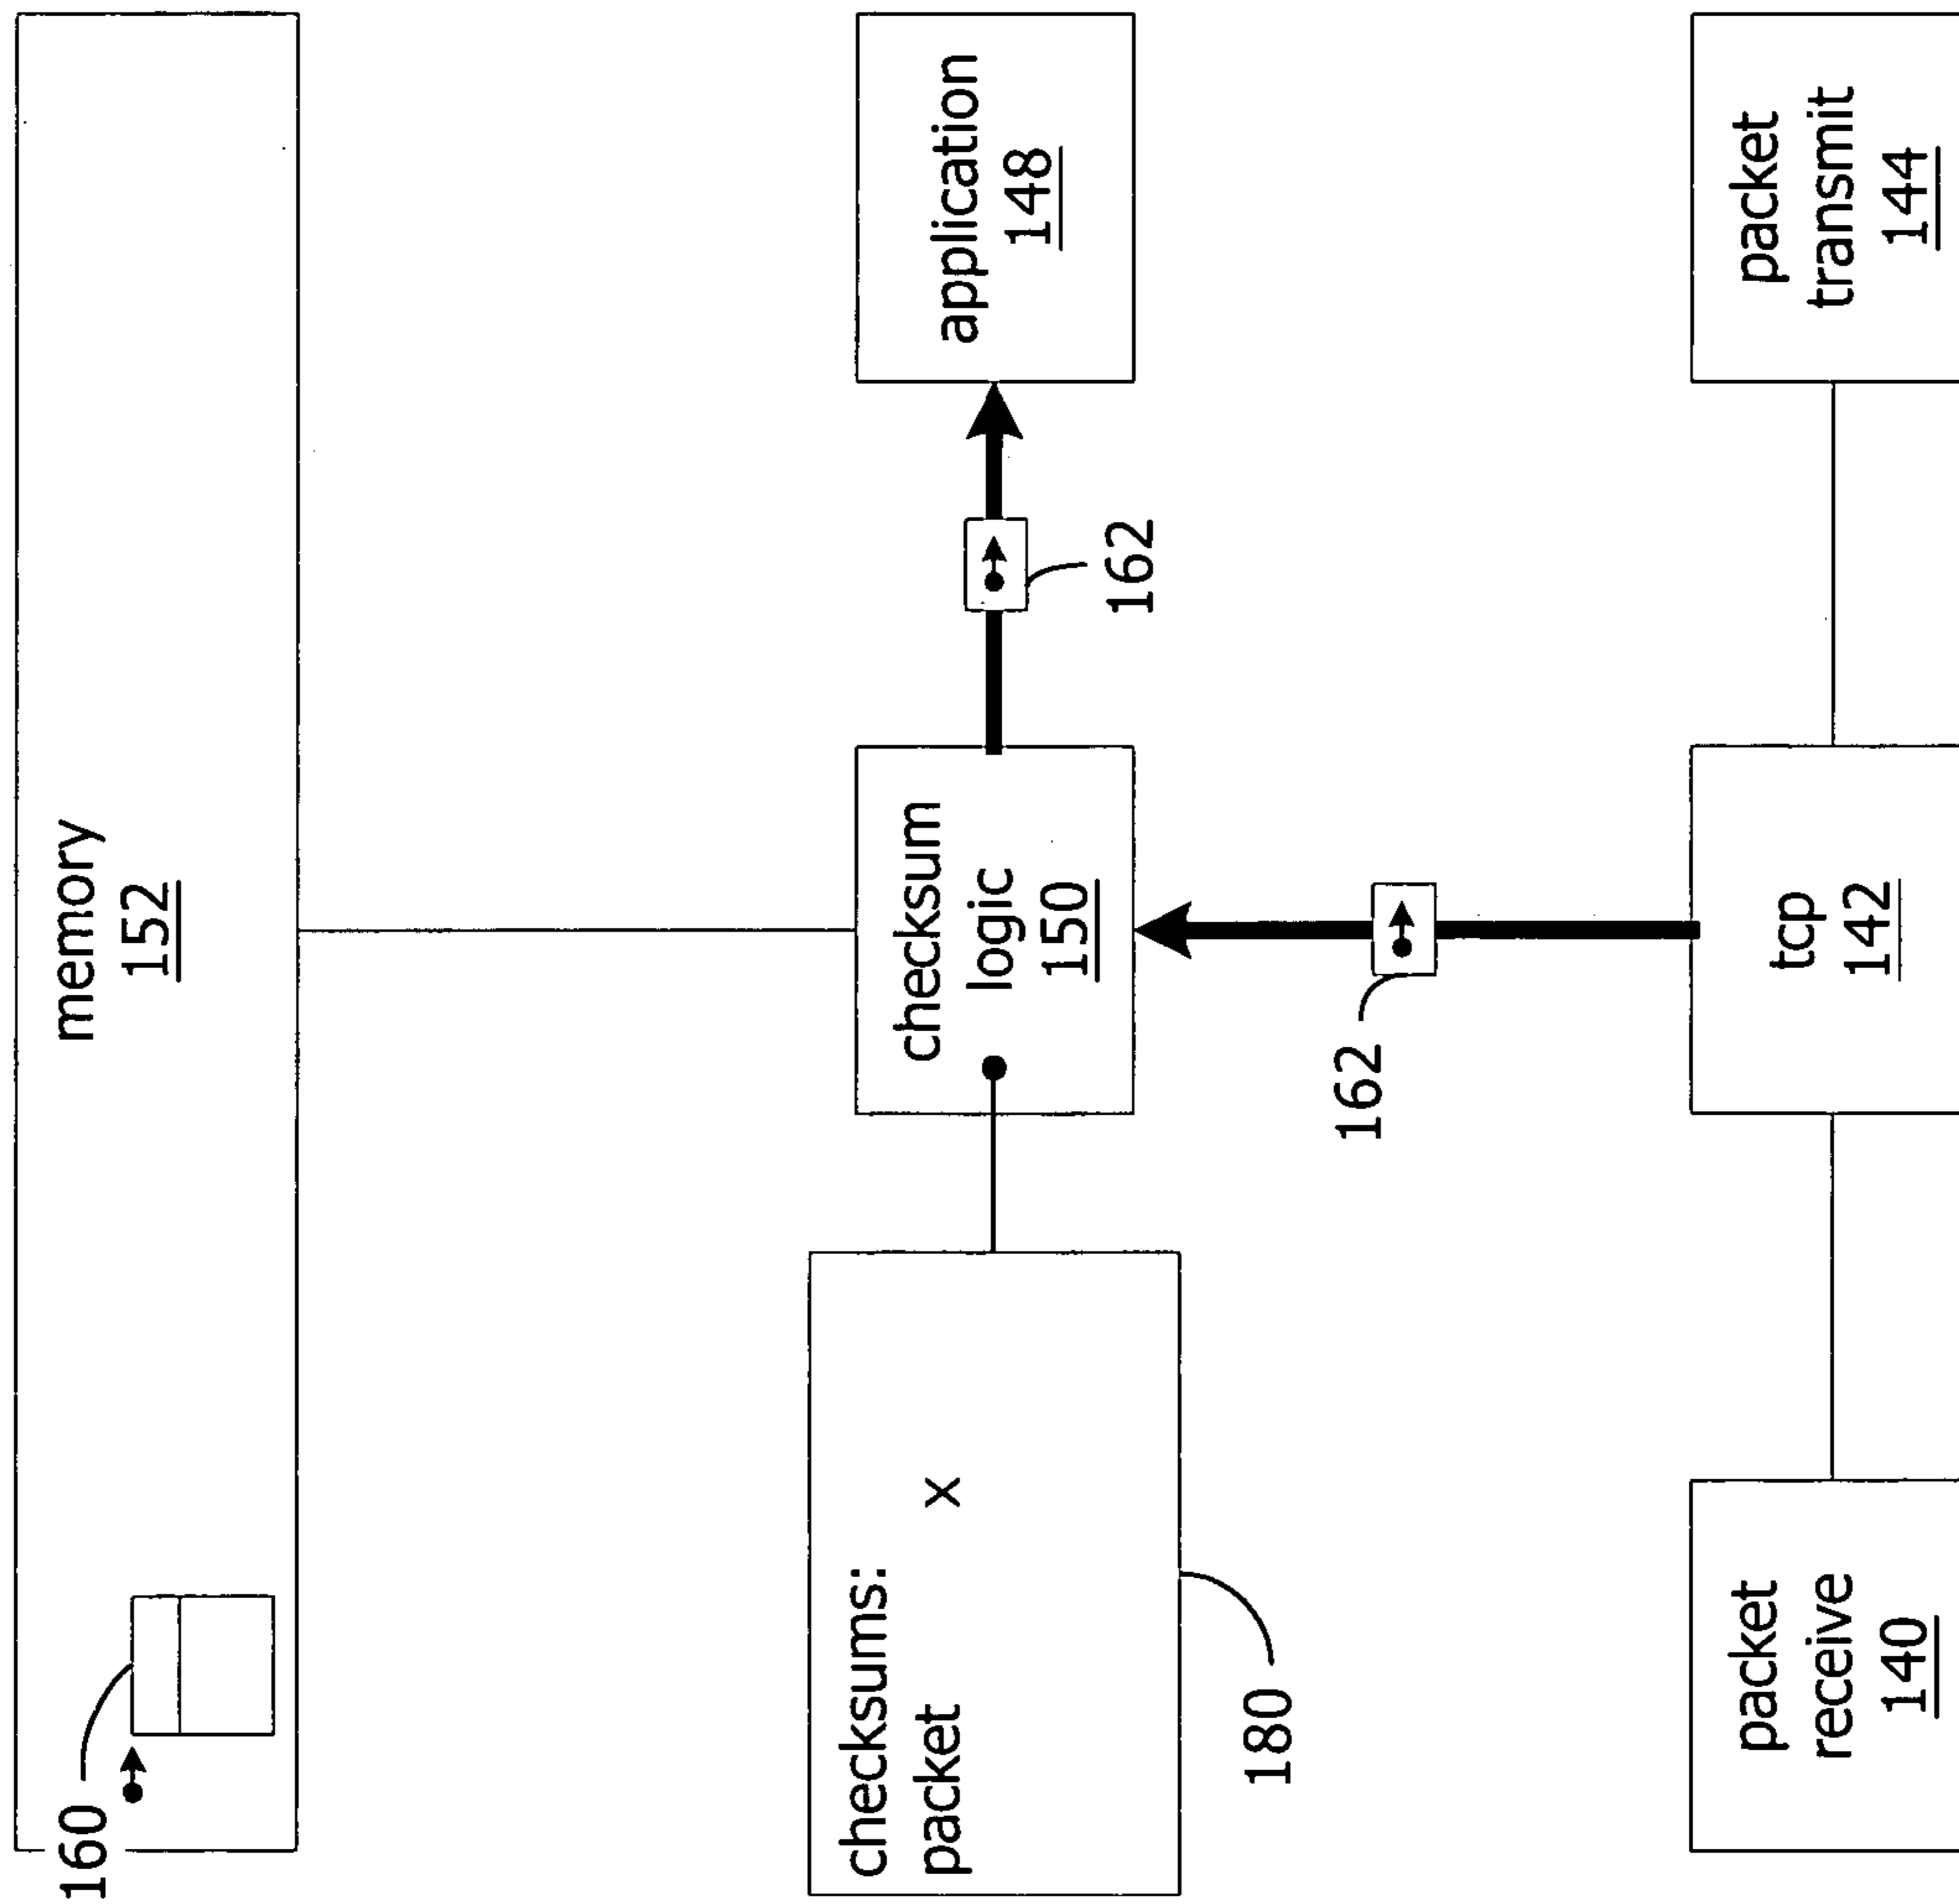 memory
152
160
checksum
logic
150
application
148
162
checksums:
packet x
180
162
packet
receive
140
tcp
142
packet
transmit
144